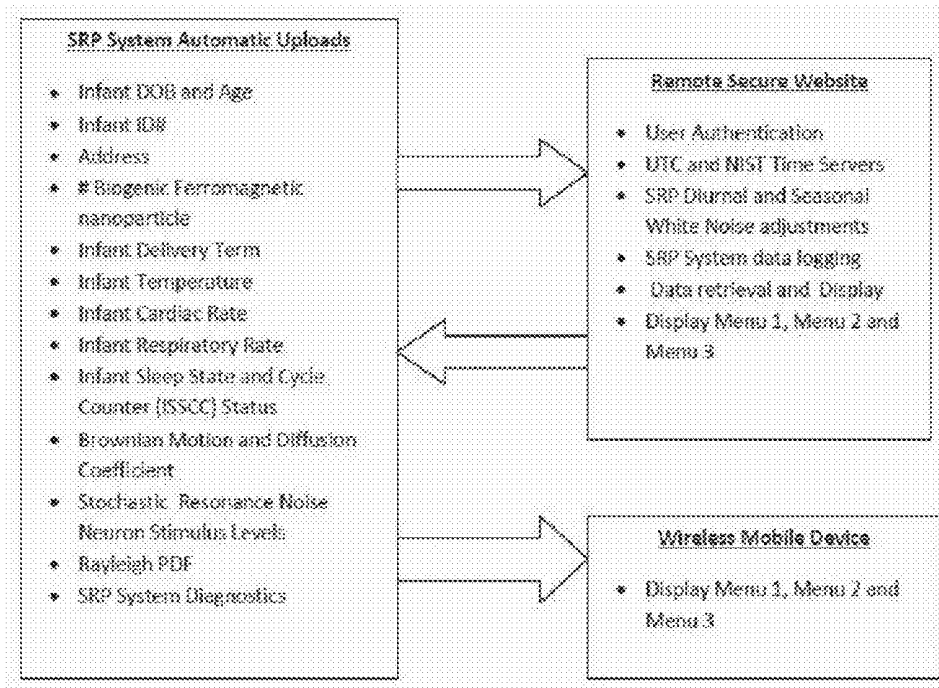 SRP System Automatic Uploads
• Infant DOB and Age
• Infant ID#
• Address
• # Biogenic Ferromagnetic
nanoparticle
• Infant Delivery Term
• Infant Temperature
• Infant Cardiac Rate
• Infant Respiratory Rate
• Infant Sleep State and Cycle
Counter (ISSCC) Status
• Brownian Motion and Diffusion
Coefficient
• Stochastic Resonance Noise
Neuron Stimulus Levels
• Rayleigh PDF
• SRP System Diagnostics
Remote Secure Website
• User Authentication
• UTC and NIST Time Servers
• SRP Diurnal and Seasonal
White Noise adjustments
• SRP System data logging
• Data retrieval and Display
• Display Menu 1, Menu 2 and
Menu 3
Wireless Mobile Device
• Display Menu 1, Menu 2 and
Menu 3